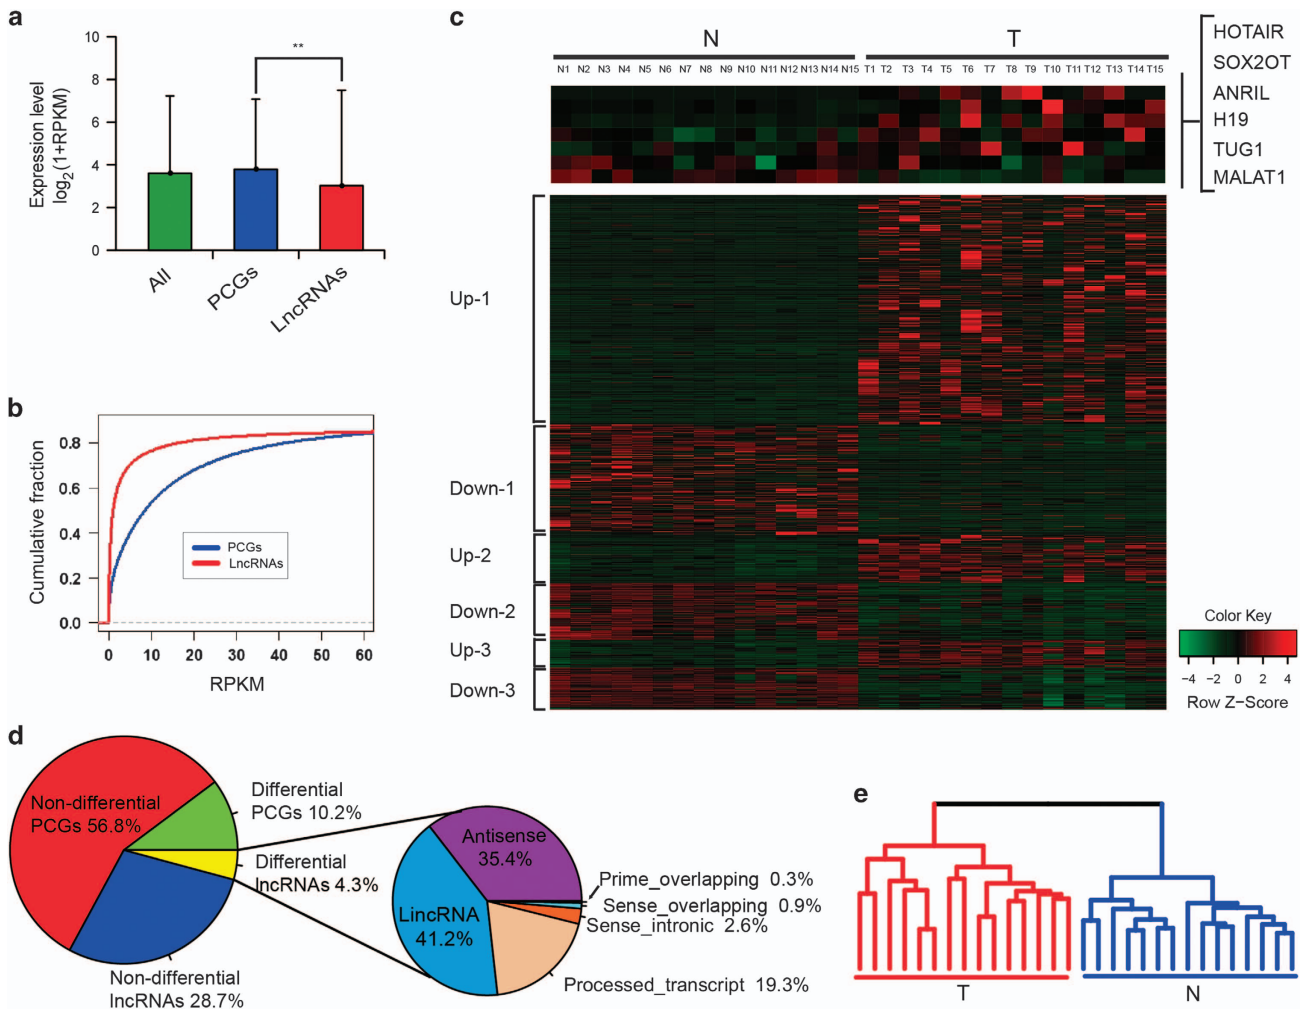 a
10
8
6
4
2
0
Expression level
log2(1+RPKM)
**
All
PCGs
LncRNAs
b
0.8
0.6
0.4
0.2
0.0
Cumulative fraction
PCGs
LncRNAs
0 10 20 30 40 50 60
RPKM
c
N T
N1 N2 N3 N4 N5 N6 N7 N8 N9 N10 N11 N12 N13 N14 N15 T1 T2 T3 T4 T5 T6 T7 T8 T9 T10 T11 T12 T13 T14 T15
HOTAIR
SOX2OT
ANRIL
H19
TUG1
MALAT1
Up-1
Down-1
Up-2
Down-2
Up-3
Down-3
Color Key
−4 −2 0 2 4
Row Z−Score
d
Non-differential
PCGs 56.8%
Differential
PCGs 10.2%
Differential
lncRNAs 4.3%
Non-differential
lncRNAs 28.7%
Antisense
35.4%
LincRNA
41.2%
Prime_overlapping 0.3%
Sense_overlapping 0.9%
Sense_intronic 2.6%
Processed_transcript 19.3%
e
T
N